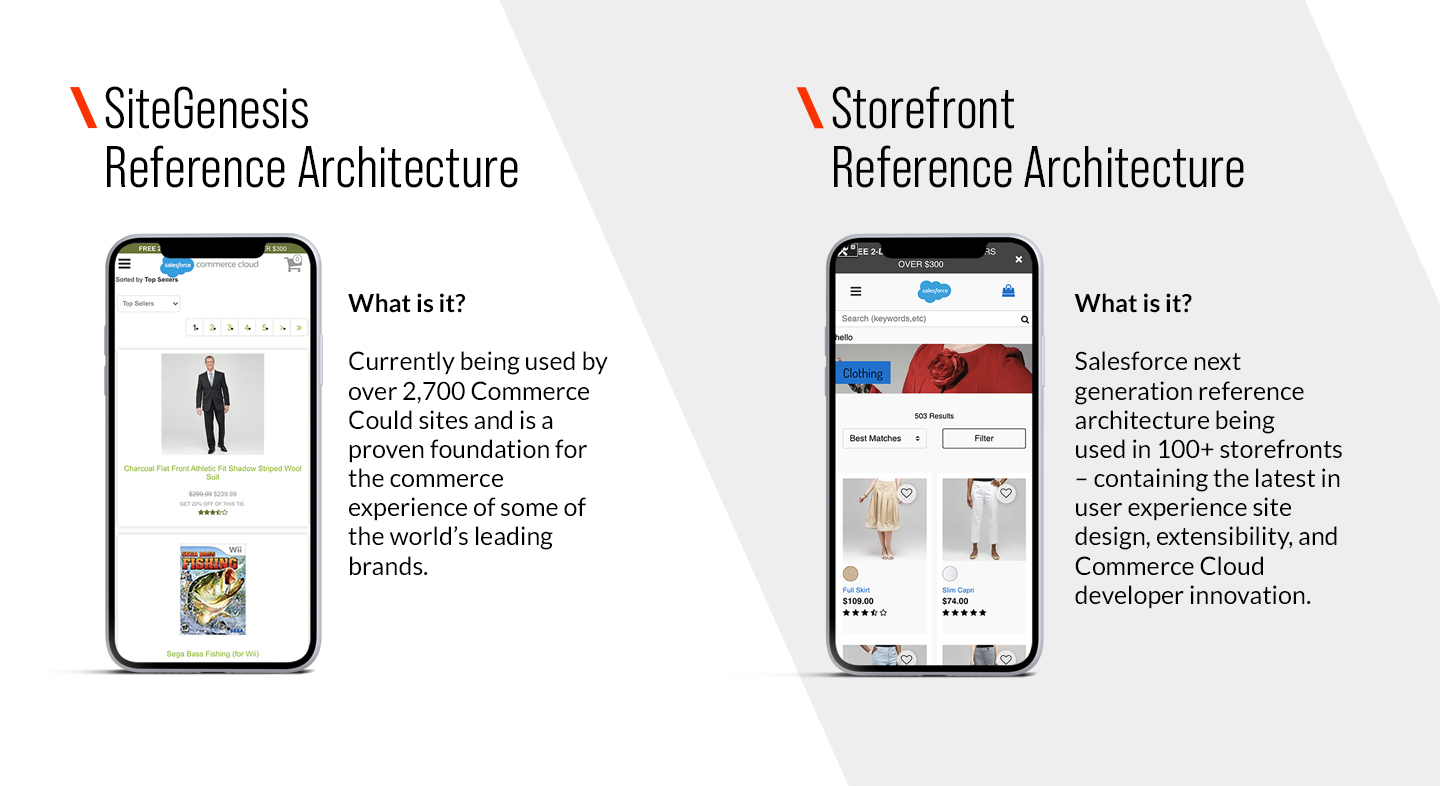 SiteGenesis
Reference Architecture
FREE 2
ER $300
salesforce commerce cloud
0
Sorted by Top Sellers
Top Sellers
1 2 3 4 5 › »
Charcoal Flat Front Athletic Fit Shadow Striped Wool
Suit
$299.99 $239.99
GET 20% OFF OF THIS TIE.
Wii
SEGA BASS
FISHING
SEGA
Sega Bass Fishing (for Wii)
What is it?
Currently being used by
over 2,700 Commerce
Could sites and is a
proven foundation for
the commerce
experience of some of
the world’s leading
brands.
Storefront
Reference Architecture
EE 2-D
RS
OVER $300
×
salesforce
Search (keywords,etc)
hello
Clothing
503 Results
Best Matches
Filter
Full Skirt
$109.00
Slim Capri
$74.00
What is it?
Salesforce next
generation reference
architecture being
used in 100+ storefronts
– containing the latest in
user experience site
design, extensibility, and
Commerce Cloud
developer innovation.